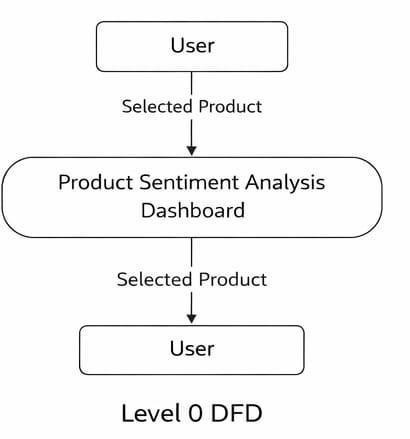 User
Selected Product
Product Sentiment Analysis
Dashboard
Selected Product
User
Level 0 DFD